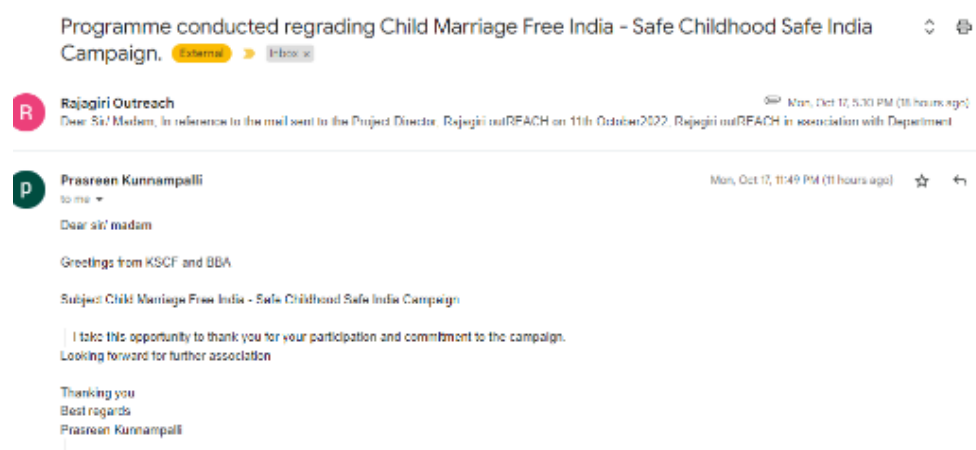 Programme conducted regrading Child Marriage Free India - Safe Childhood Safe India
Campaign. External Inbox x
R
Rajagiri Outreach
Mon, Oct 17, 5:30 PM (18 hours ago)
Dear Sir/ Madam, In reference to the mail sent to the Project Director, Rajagiri outREACH on 11th October2022, Rajagiri outREACH in association with Department
P
Prasreen Kunnampalli
Mon, Oct 17, 11:49 PM (11 hours ago)
to me
Dear sir/ madam
Greetings from KSCF and BBA
Subject Child Marriage Free India - Safe Childhood Safe India Campaign
I take this opportunity to thank you for your participation and commitment to the campaign.
Looking forward for further association
Thanking you
Best regards
Prasreen Kunnampalli